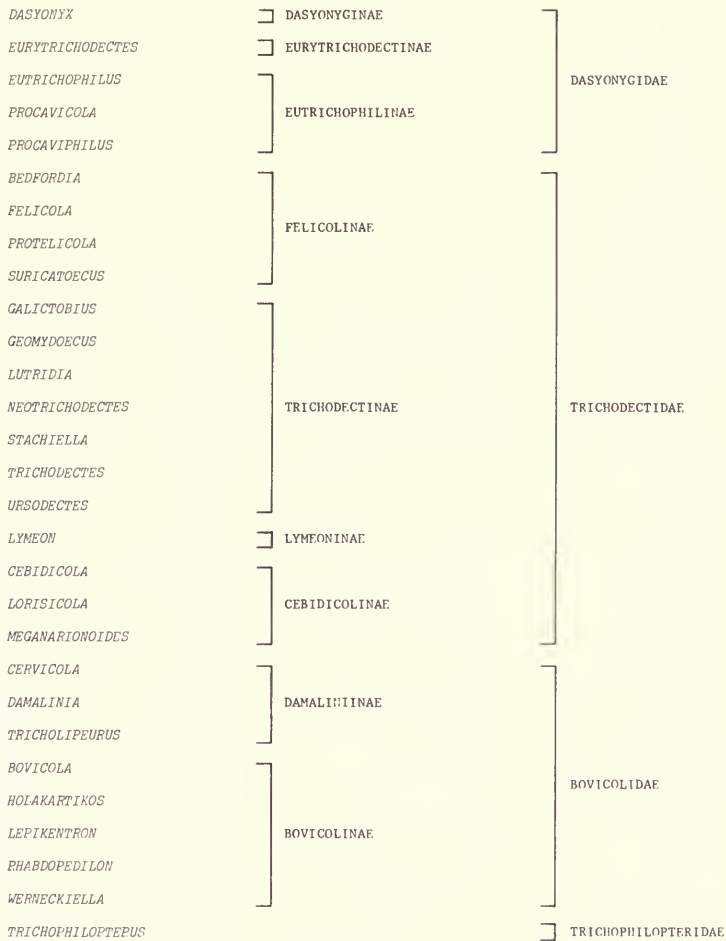 DASYONYX DASYONYGINAE
EURYTRICHODECTES EURYTRICHODECTINAE
EUTRICHOPHILUS DASYONYGIDAE
PROCAVICOLA EUTRICHOPHILINAE
PROCAVIPHILUS
BEDFORDIA
FELICOLA FELICOLINAE
PROTELICOLA
SURICATOECUS
GALICTOBIUS
GEOMYDOECUS
LUTRIDIA
NEOTRICHODECTES TRICHODECTINAE TRICHODECTIDAE
STACHIELLA
TRICHODECTES
URSODECTES
LYMEON LYMEONINAE
CEBIDICOLA
LORISICOLA CEBIDICOLINAE
MEGANARIONOIDES
CERVICOLA
DAMALINIA DAMALINIINAE
TRICHOLIPEURUS
BOVICOLA BOVICOLIDAE
HOLAKARTIKOS
LEPIKENTRON BOVICOLINAE
RHABDOPEDILON
WERNECKIELLA
TRICHOPHILOPTERUS TRICHOPHILOPTERIDAE